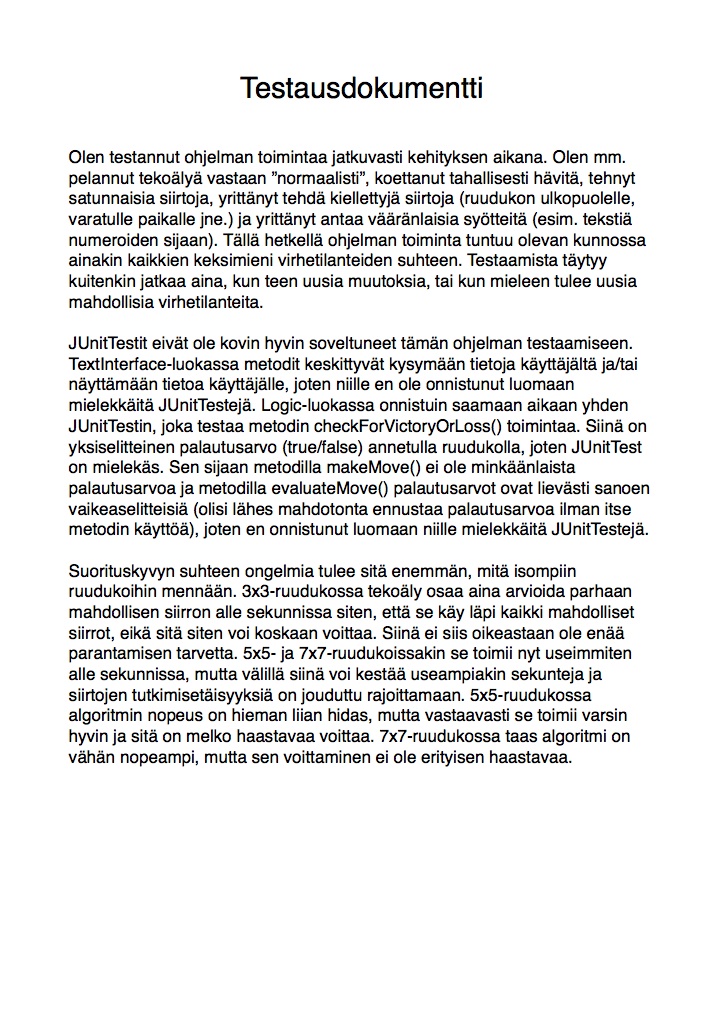 Testausdokumentti
Olen testannut ohjelman toimintaa jatkuvasti kehityksen aikana. Olen mm.
pelannut tekoälyä vastaan ”normaalisti”, koettanut tahallisesti hävitä, tehnyt
satunnaisia siirtoja, yrittänyt tehdä kiellettyjä siirtoja (ruudukon ulkopuolelle,
varatulle paikalle jne.) ja yrittänyt antaa vääränlaisia syötteitä (esim. tekstiä
numeroiden sijaan). Tällä hetkellä ohjelman toiminta tuntuu olevan kunnossa
ainakin kaikkien keksimieni virhetilanteiden suhteen. Testaamista täytyy
kuitenkin jatkaa aina, kun teen uusia muutoksia, tai kun mieleen tulee uusia
mahdollisia virhetilanteita.
JUnitTestit eivät ole kovin hyvin soveltuneet tämän ohjelman testaamiseen.
TextInterface-luokassa metodit keskittyvät kysymään tietoja käyttäjältä ja/tai
näyttämään tietoa käyttäjälle, joten niille en ole onnistunut luomaan
mielekkäitä JUnitTestejä. Logic-luokassa onnistuin saamaan aikaan yhden
JUnitTestin, joka testaa metodin checkForVictoryOrLoss() toimintaa. Siinä on
yksiselitteinen palautusarvo (true/false) annetulla ruudukolla, joten JUnitTest
on mielekäs. Sen sijaan metodilla makeMove() ei ole minkäänlaista
palautusarvoa ja metodilla evaluateMove() palautusarvot ovat lievästi sanoen
vaikeaselitteisiä (olisi lähes mahdotonta ennustaa palautusarvoa ilman itse
metodin käyttöä), joten en onnistunut luomaan niille mielekkäitä JUnitTestejä.
Suorituskyvyn suhteen ongelmia tulee sitä enemmän, mitä isompiin
ruudukoihin mennään. 3x3-ruudukossa tekoäly osaa aina arvioida parhaan
mahdollisen siirron alle sekunnissa siten, että se käy läpi kaikki mahdolliset
siirrot, eikä sitä siten voi koskaan voittaa. Siinä ei siis oikeastaan ole enää
parantamisen tarvetta. 5x5- ja 7x7-ruudukoissakin se toimii nyt useimmiten
alle sekunnissa, mutta välillä siinä voi kestää useampiakin sekunteja ja
siirtojen tutkimisetäisyyksiä on jouduttu rajoittamaan. 5x5-ruudukossa
algoritmin nopeus on hieman liian hidas, mutta vastaavasti se toimii varsin
hyvin ja sitä on melko haastavaa voittaa. 7x7-ruudukossa taas algoritmi on
vähän nopeampi, mutta sen voittaminen ei ole erityisen haastavaa.